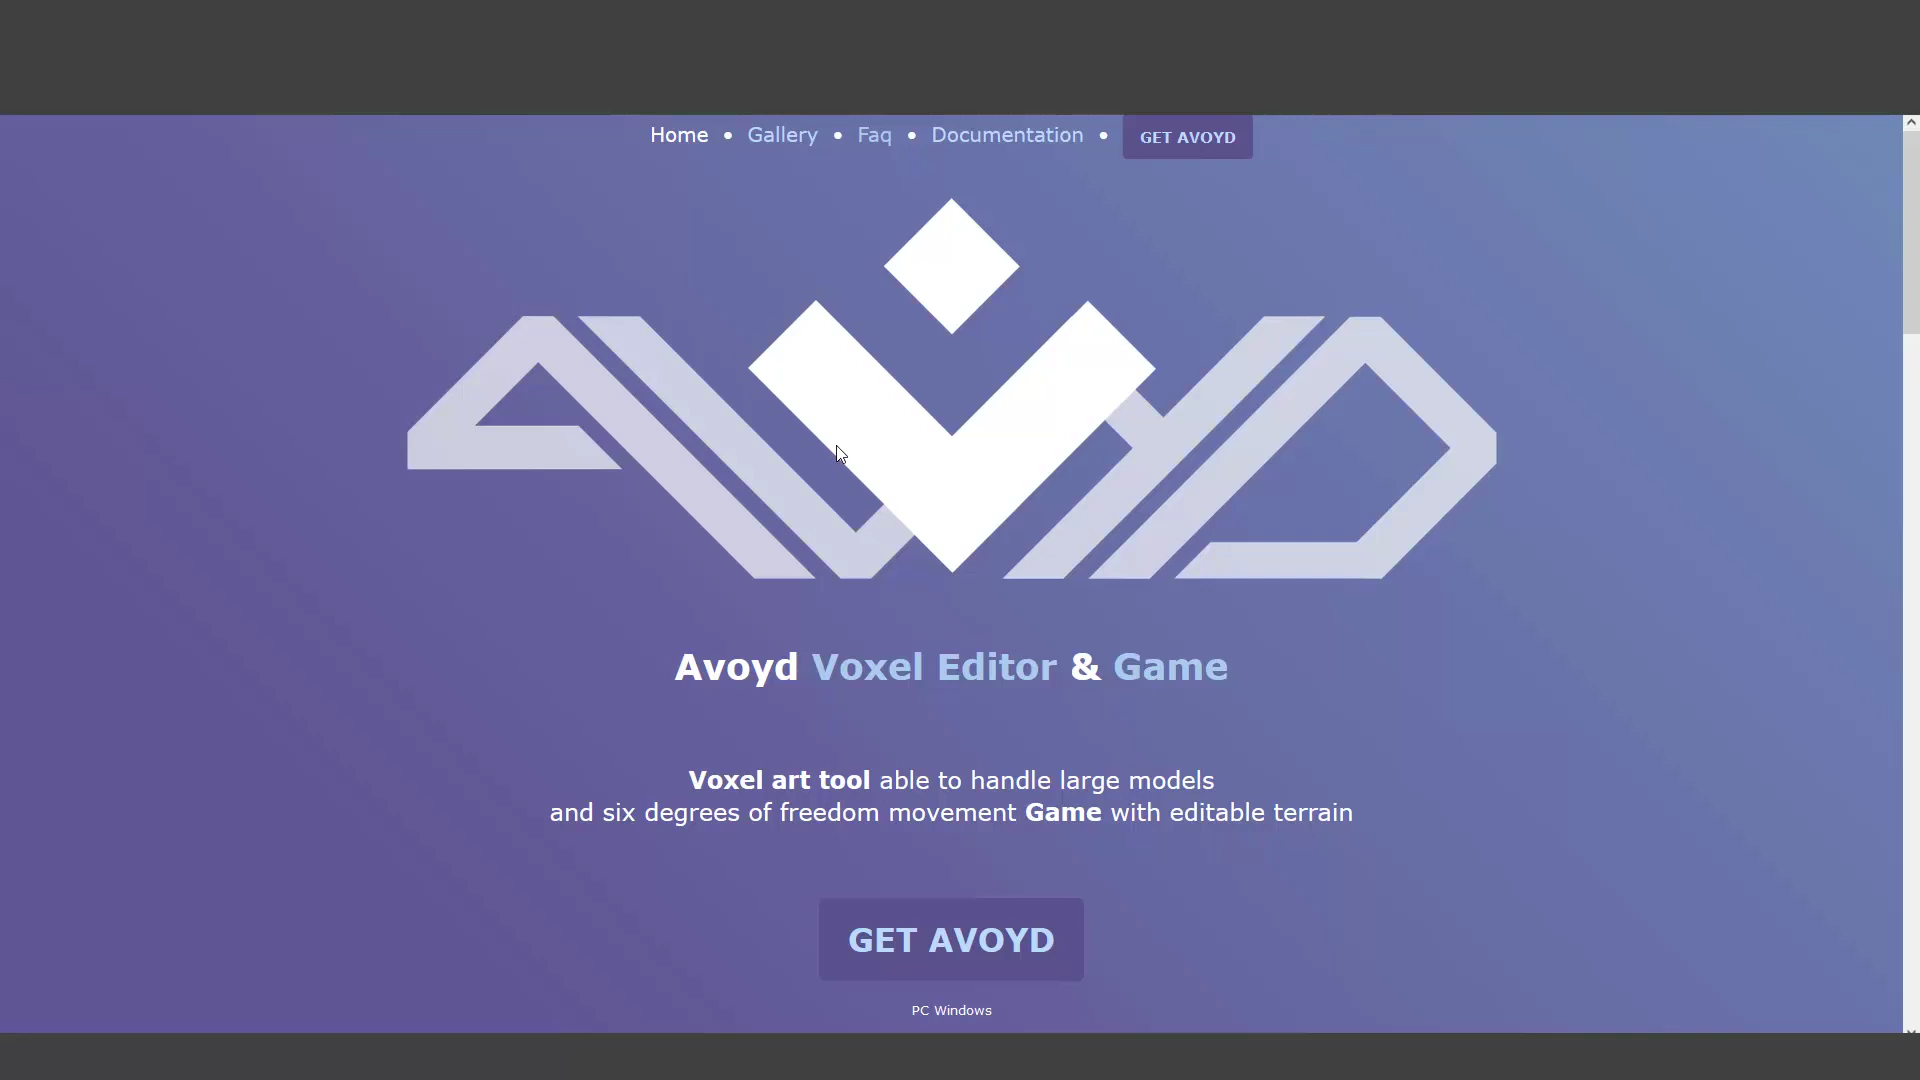 Home • Gallery • Faq • Documentation • GET AVOYD
Avoyd Voxel Editor & Game
Voxel art tool able to handle large models
and six degrees of freedom movement Game with editable terrain
GET AVOYD
PC Windows